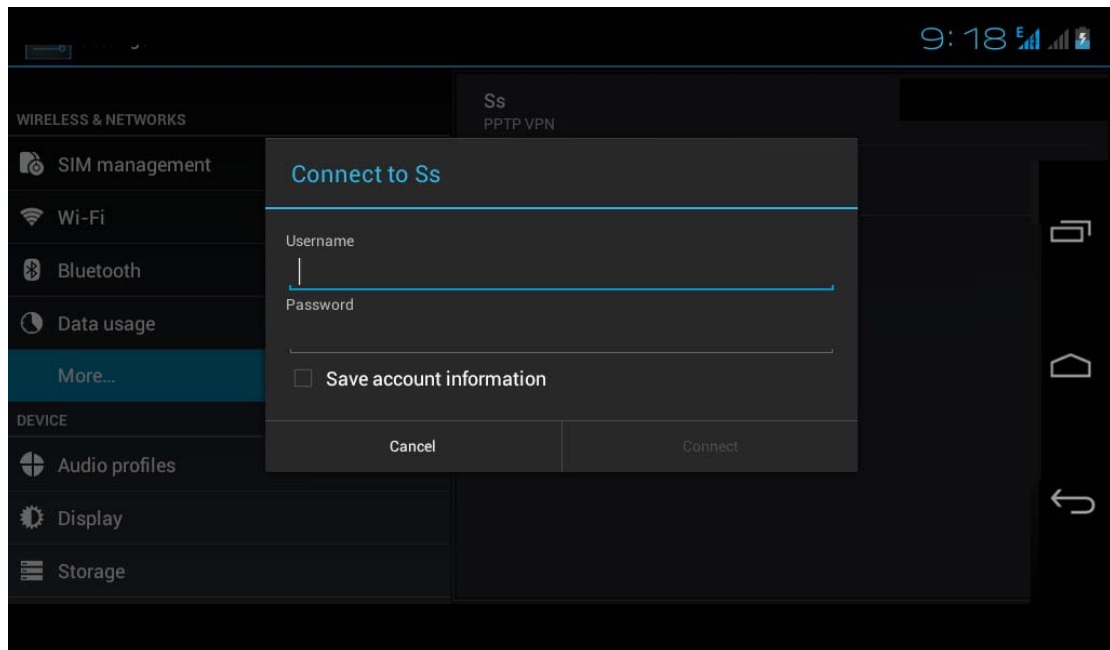 9:18 E
Ss
PPTP VPN
WIRELESS & NETWORKS
SIM management
Wi-Fi
Bluetooth
Data usage
More...
DEVICE
Audio profiles
Display
Storage
Connect to Ss
Username
Password
Save account information
Cancel
Connect